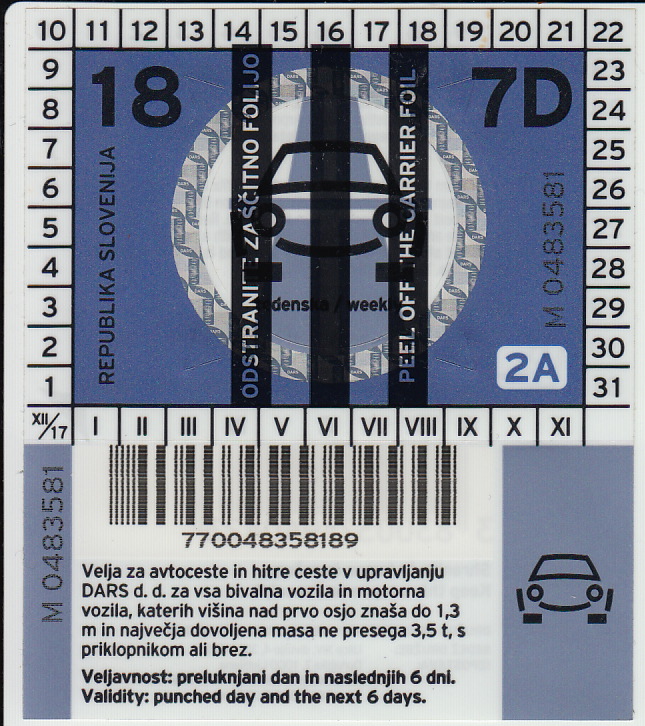 10 11 12 13 14 15 16 17 18 19 20 21 22
9 23
8 24
7 25
6 26
5 27
4 28
3 29
2 30
1 31
18
7D
REPUBLIKA SLOVENIJA
ODSTRANITE ZAŠČITNO FOLIJO
PEEL OFF THE CARRIER FOIL
M 0483581
/ weekly
2A
XII/17 I II III IV V VI VII VIII IX X XI
M 0483581
770048358189
Velja za avtoceste in hitre ceste v upravljanju
DARS d. d. za vsa bivalna vozila in motorna
vozila, katerih višina nad prvo osjo znaša do 1,3
m in največja dovoljena masa ne presega 3,5 t, s
priklopnikom ali brez.
Veljavnost: preluknjani dan in naslednjih 6 dni.
Validity: punched day and the next 6 days.